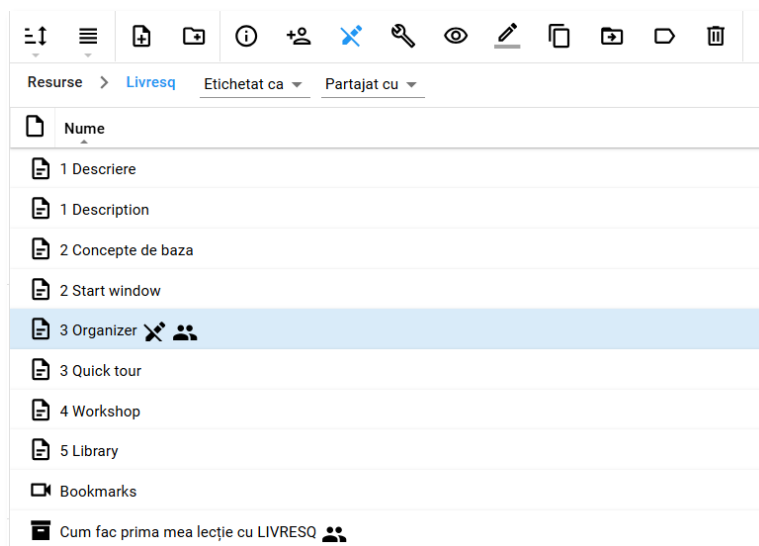 Resurse > Livresq Etichetat ca Partajat cu
Nume
1 Descriere
1 Description
2 Concepte de baza
2 Start window
3 Organizer
3 Quick tour
4 Workshop
5 Library
Bookmarks
Cum fac prima mea lecție cu LIVRESQ